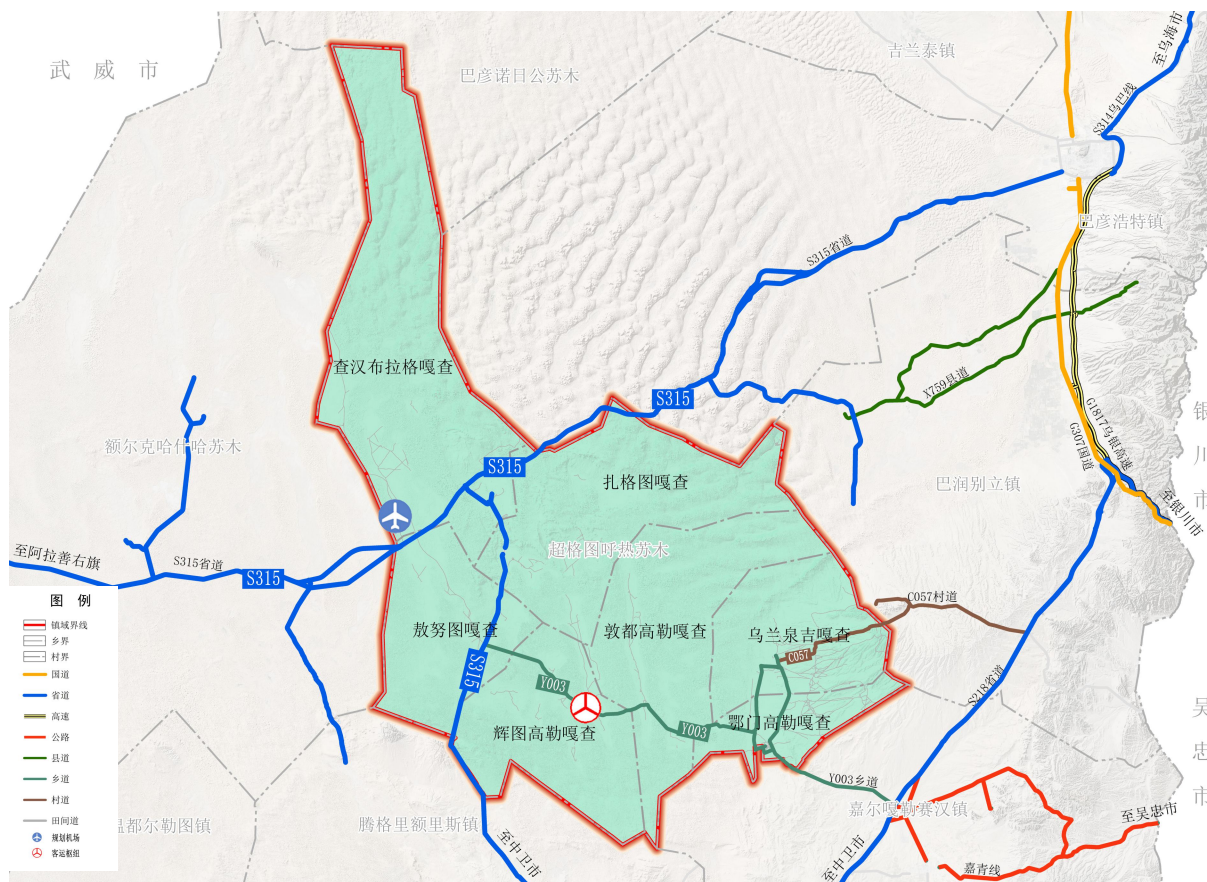 武威市
巴彦诺日公苏木
吉兰泰镇
至乌海市
S314乌巴线
巴彦浩特镇
S315省道
查汉布拉格嘎查
S315
X759县道
银川市
G1817乌银高速
G307国道
额尔克哈什哈苏木
S315
扎格图嘎查
巴润别立镇
至银川市
至阿拉善右旗
S315省道
S315
超格图呼热苏木
C057村道
敖努图嘎查
敦都高勒嘎查
乌兰泉吉嘎查
C057
S315
Y003
S218省道
辉图高勒嘎查
Y003
鄂门高勒嘎查
吴忠市
Y003乡道
嘉尔嘎勒赛汉镇
至吴忠市
温都尔勒图镇
腾格里额里斯镇
至中卫市
至中卫市
嘉青线
图例
镇域界线
乡界
村界
国道
省道
高速
公路
县道
乡道
村道
田间道
规划机场
客运枢纽